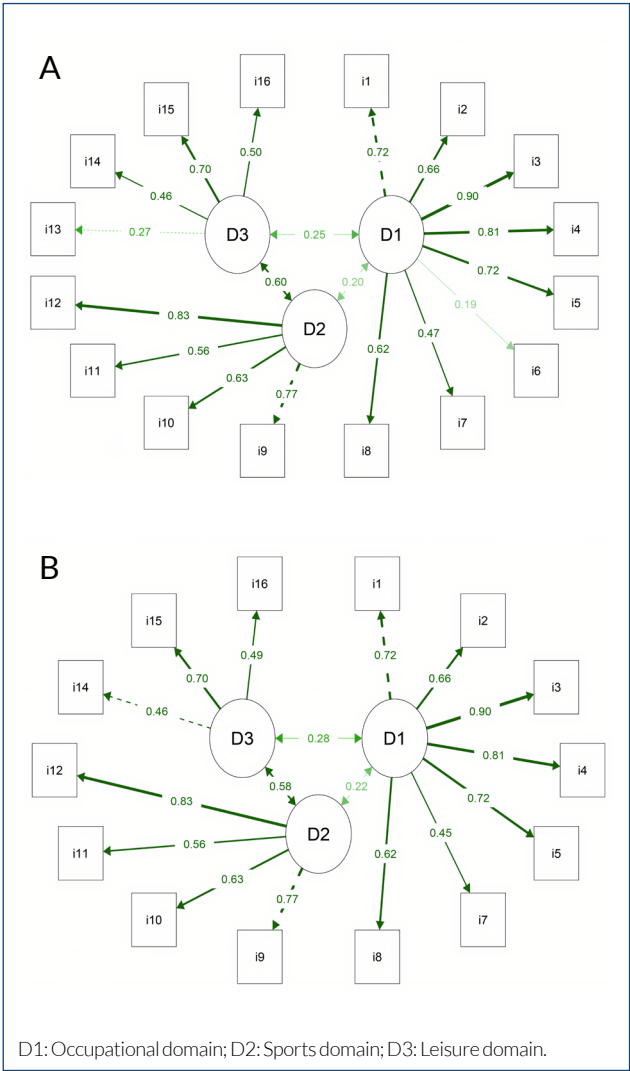 A
i16
i1
i15
i2
i14
i3
i13
i4
i12
i5
i11
i6
i10
i7
i9
i8
D3
D1
D2
0.50
0.72
0.70
0.66
0.46
0.90
0.27
0.25
0.81
0.72
0.60
0.20
0.19
0.83
0.56
0.63
0.77
0.62
0.47
B
i16
i1
i15
i2
i14
i3
i12
i4
i11
i5
i10
i7
i9
i8
D3
D1
D2
0.49
0.72
0.70
0.66
0.46
0.90
0.28
0.81
0.58
0.22
0.72
0.83
0.56
0.63
0.77
0.62
0.45
D1: Occupational domain; D2: Sports domain; D3: Leisure domain.